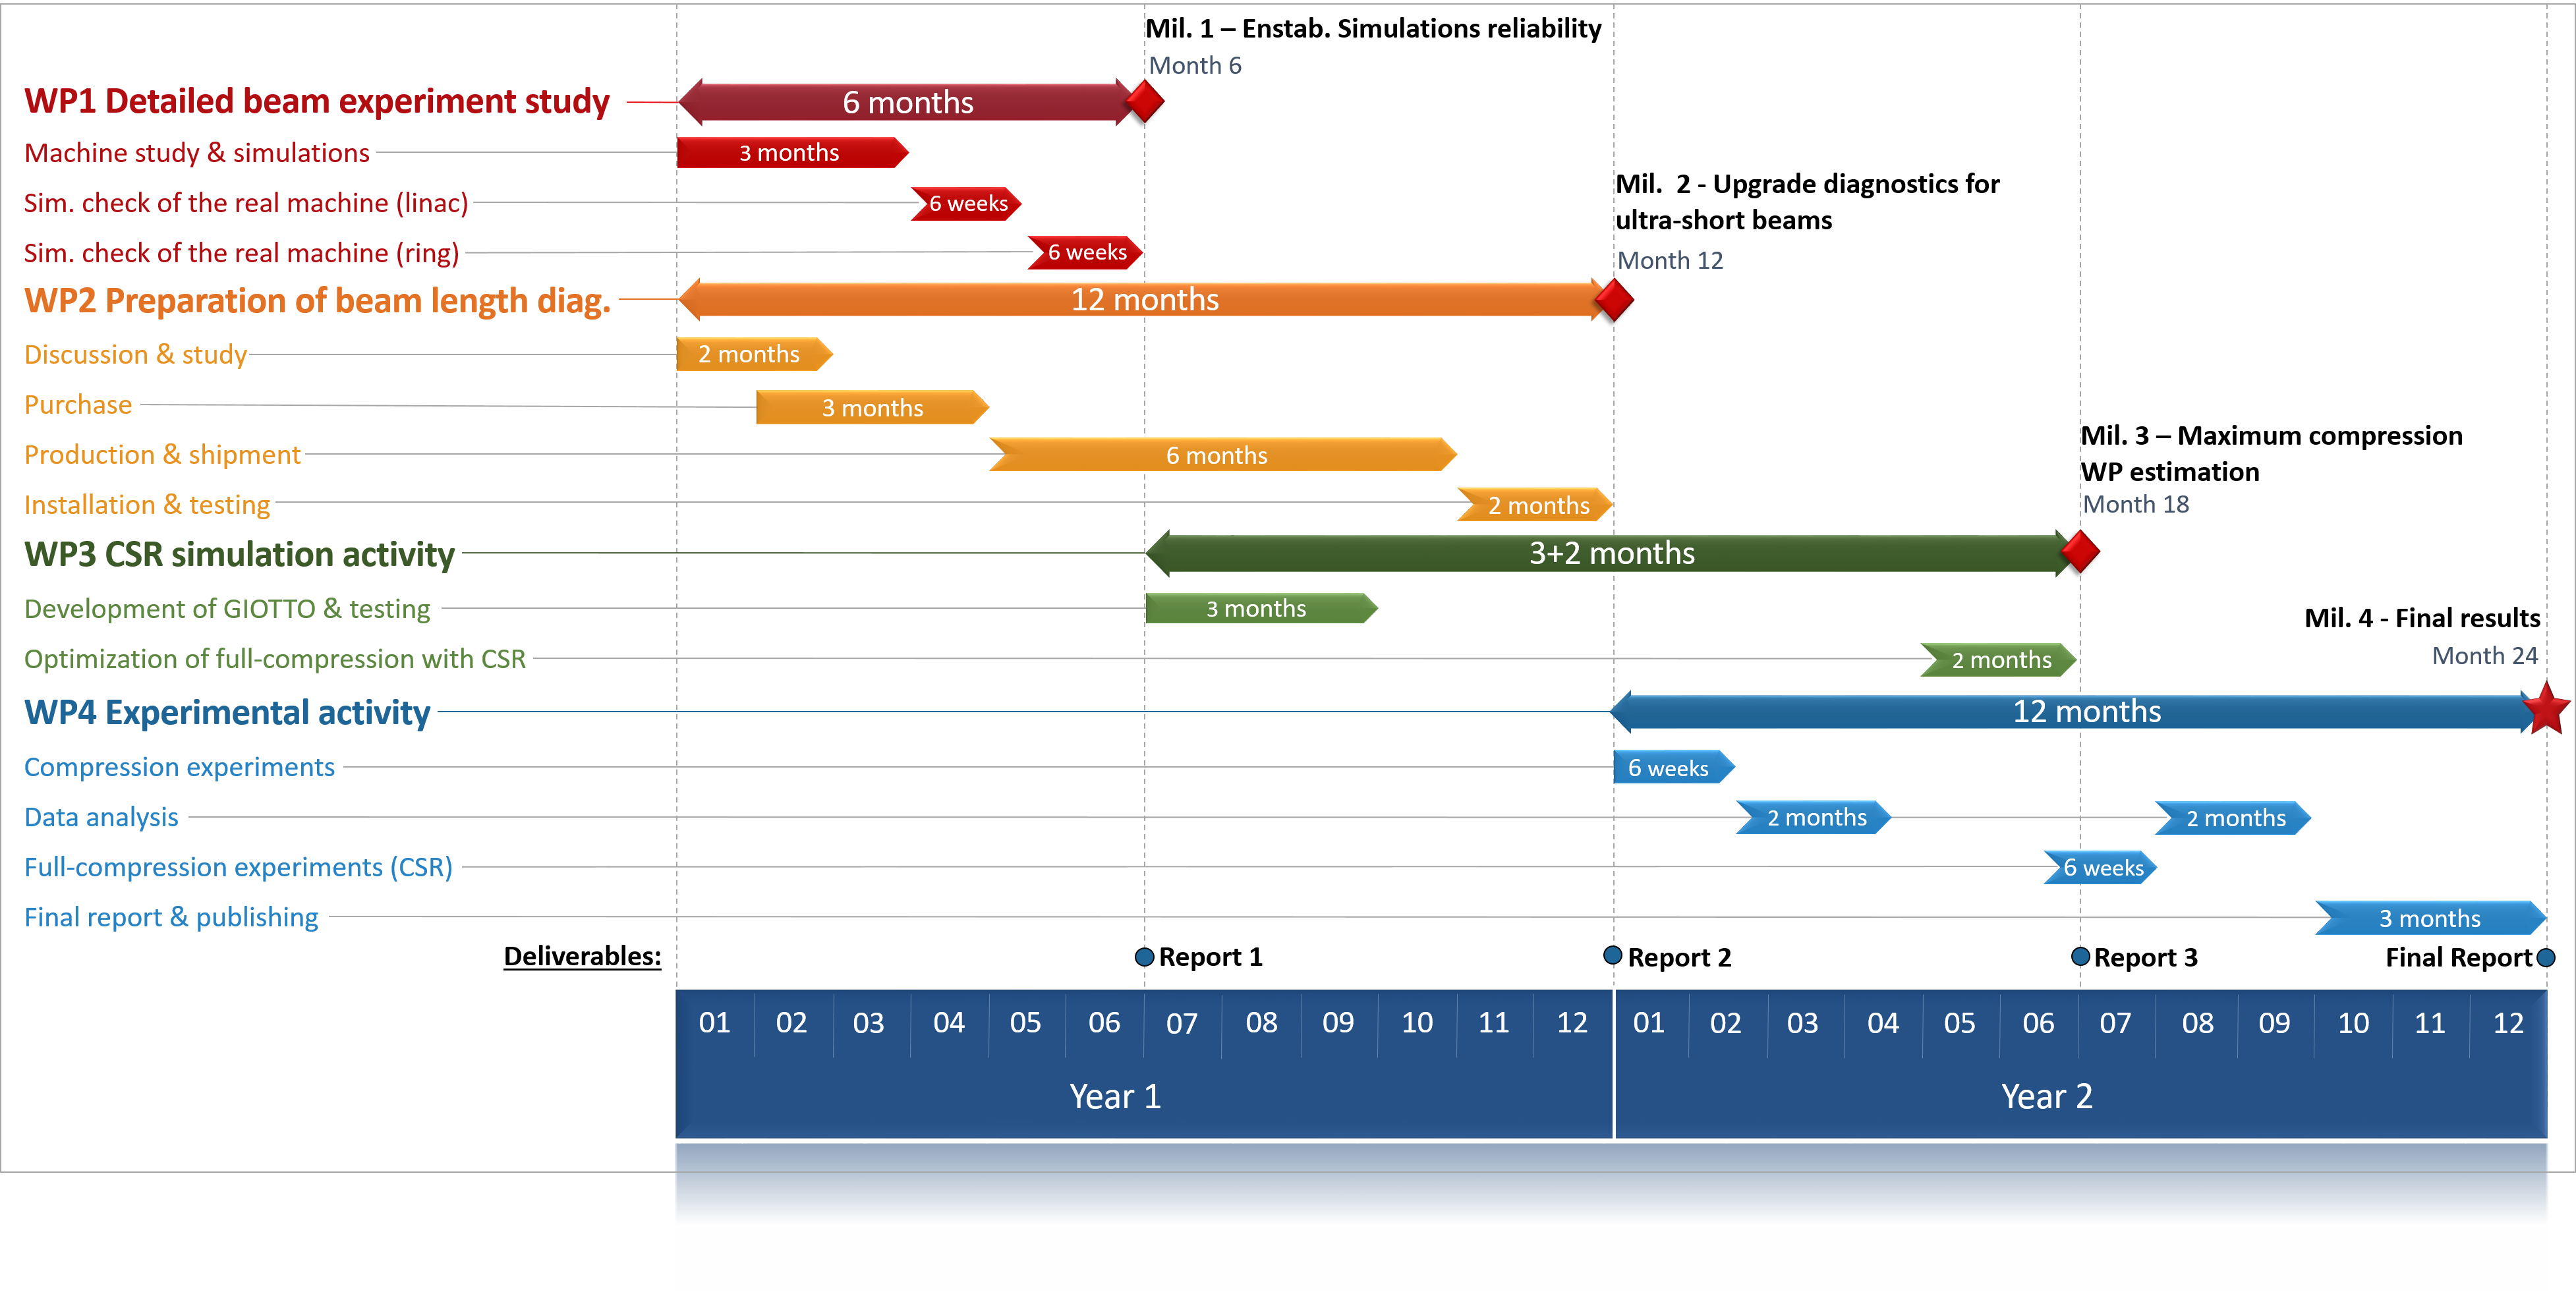 Mil. 1 – Enstab. Simulations reliability
Month 6
WP1 Detailed beam experiment study
6 months
Machine study & simulations
3 months
Mil.  2 - Upgrade diagnostics for
ultra-short beams
Month 12
Sim. check of the real machine (linac)
6 weeks
Sim. check of the real machine (ring)
6 weeks
WP2 Preparation of beam length diag.
12 months
Discussion & study
2 months
Purchase
3 months
Mil. 3 – Maximum compression
WP estimation
Month 18
Production & shipment
6 months
Installation & testing
2 months
WP3 CSR simulation activity
3+2 months
Development of GIOTTO & testing
3 months
Mil. 4 - Final results
Month 24
Optimization of full-compression with CSR
2 months
WP4 Experimental activity
12 months
Compression experiments
6 weeks
Data analysis
2 months
2 months
Full-compression experiments (CSR)
6 weeks
Final report & publishing
3 months
Deliverables:
Report 1
Report 2
Report 3
Final Report
01 02 03 04 05 06 07 08 09 10 11 12 01 02 03 04 05 06 07 08 09 10 11 12
Year 1
Year 2